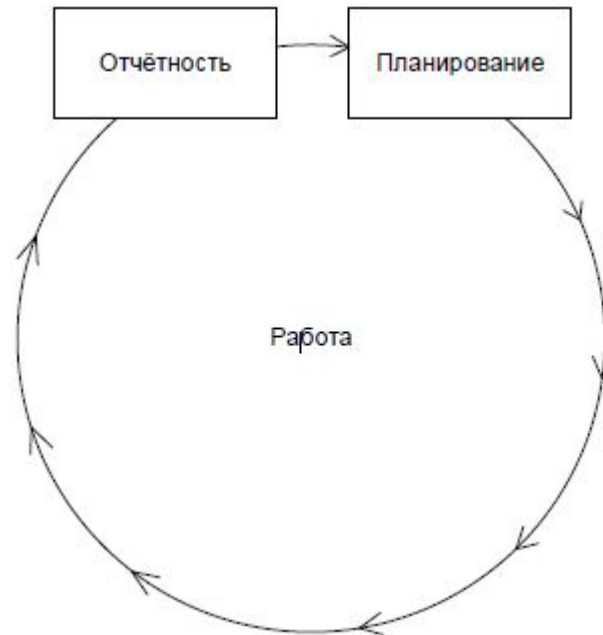 Отчётность
Планирование
Работа